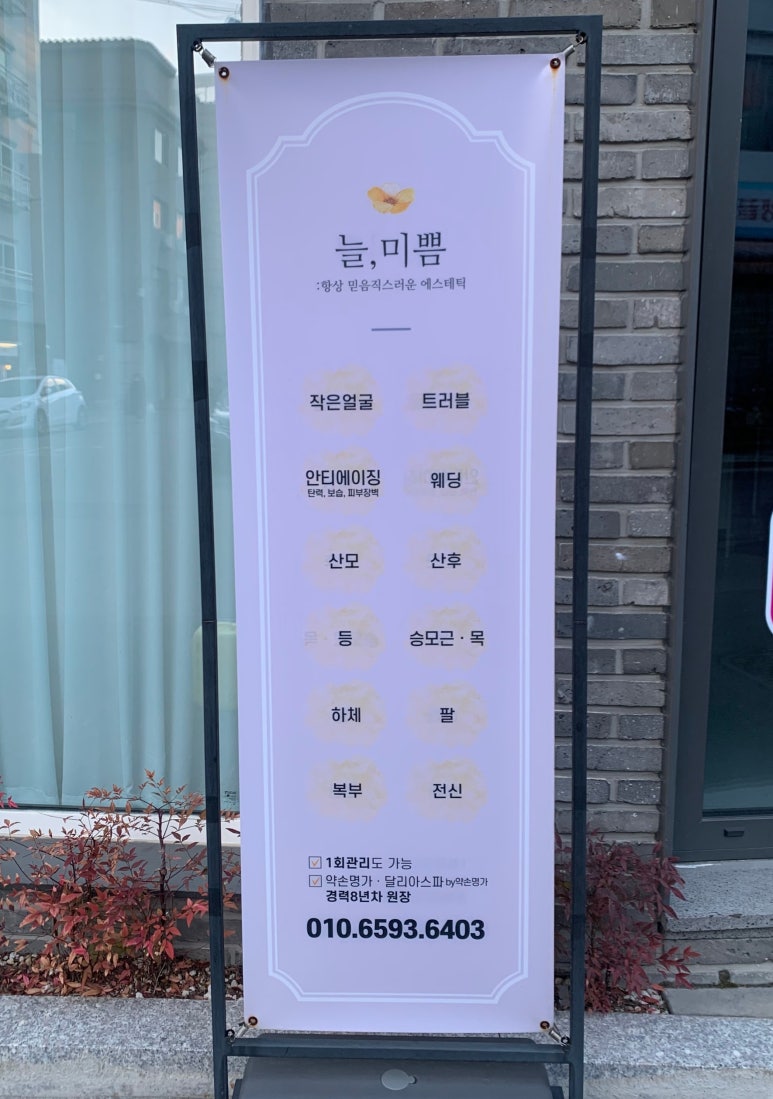 늘,미쁨
:항상 믿음직스러운 에스테틱
작은얼굴 트러블
안티에이징 웨딩
탄력, 보습, 피부장벽
산모 산후
등 승모근 · 목
하체 팔
복부 전신
☑ 1회관리도 가능
☑ 약손명가 · 달리아스파 by약손명가
경력8년차 원장
010.6593.6403